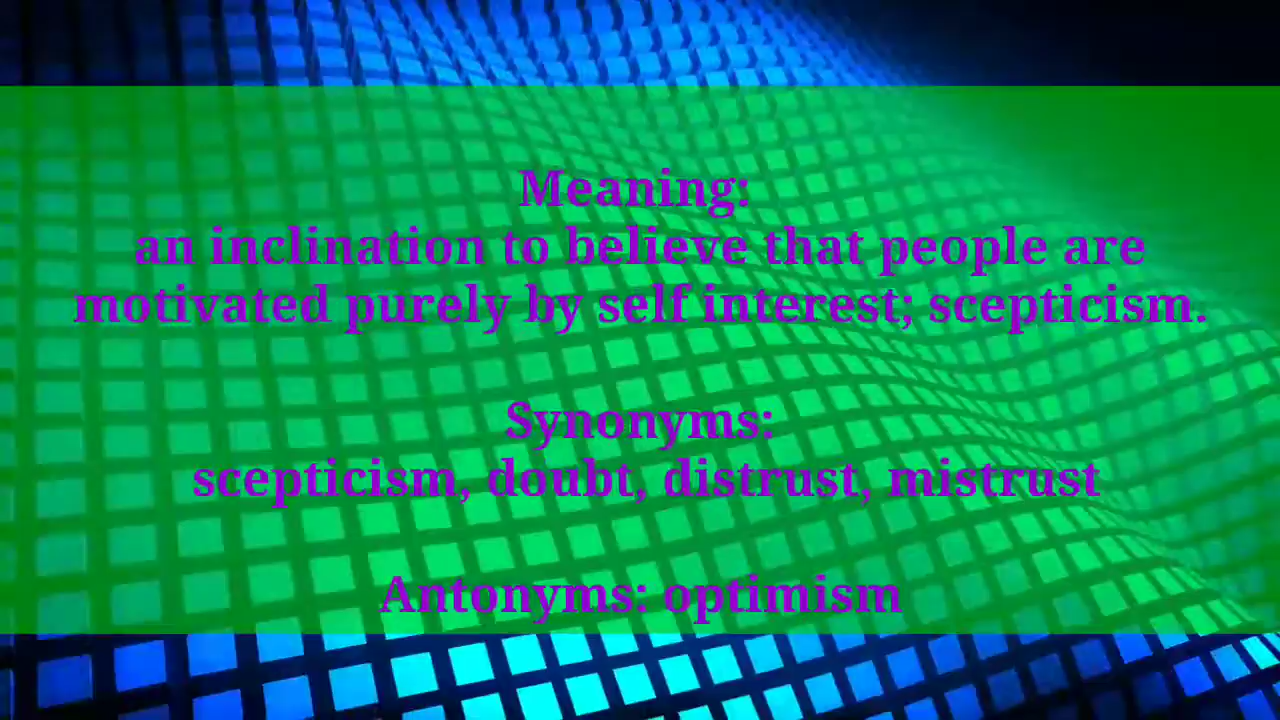 Meaning:
an inclination to believe that people are
motivated purely by self interest; scepticism.
Synonyms:
scepticism, doubt, distrust, mistrust
Antonyms: optimism